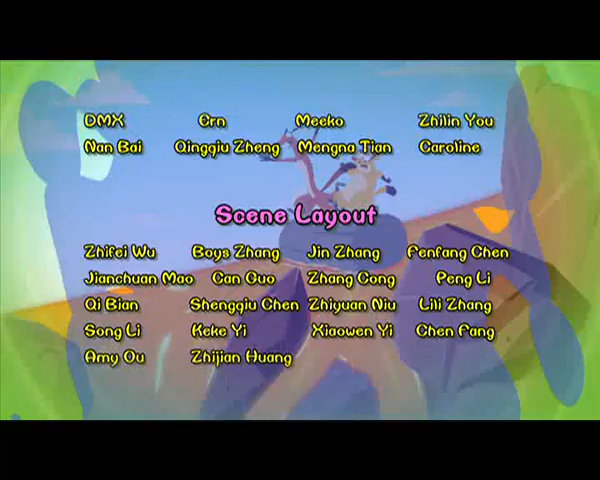 DMX Ern Meeko Zhilin You
Nan Bai Qingqiu Zheng Mengna Tian Caroline
Scene Layout
Zhifei Wu Boys Zhang Jin Zhang Fenfang Chen
Jianchuan Mao Can Guo Zhang Cong Peng Li
Qi Bian Shengqiu Chen Zhiyuan Niu Lili Zhang
Song Li Keke Yi Xiaowen Yi Chen Fang
Amy Ou Zhijian Huang